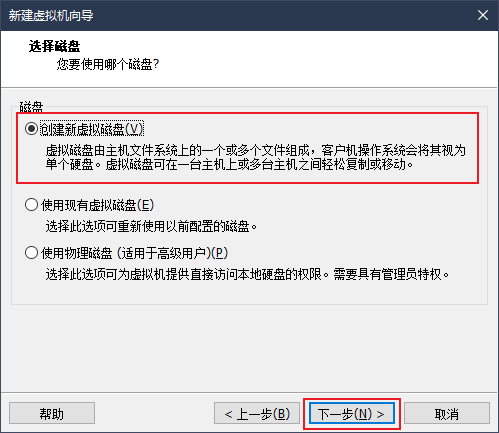 新建虚拟机向导
选择磁盘
您要使用哪个磁盘?
磁盘
创建新虚拟磁盘(V)
虚拟磁盘由主机文件系统上的一个或多个文件组成，客户机操作系统会将其视为
单个硬盘。虚拟磁盘可在一台主机上或多台主机之间轻松复制或移动。
使用现有虚拟磁盘(E)
选择此选项可重新使用以前配置的磁盘。
使用物理磁盘 (适用于高级用户)(P)
选择此选项可为虚拟机提供直接访问本地硬盘的权限。需要具有管理员特权。
帮助
< 上一步(B)
下一步(N) >
取消